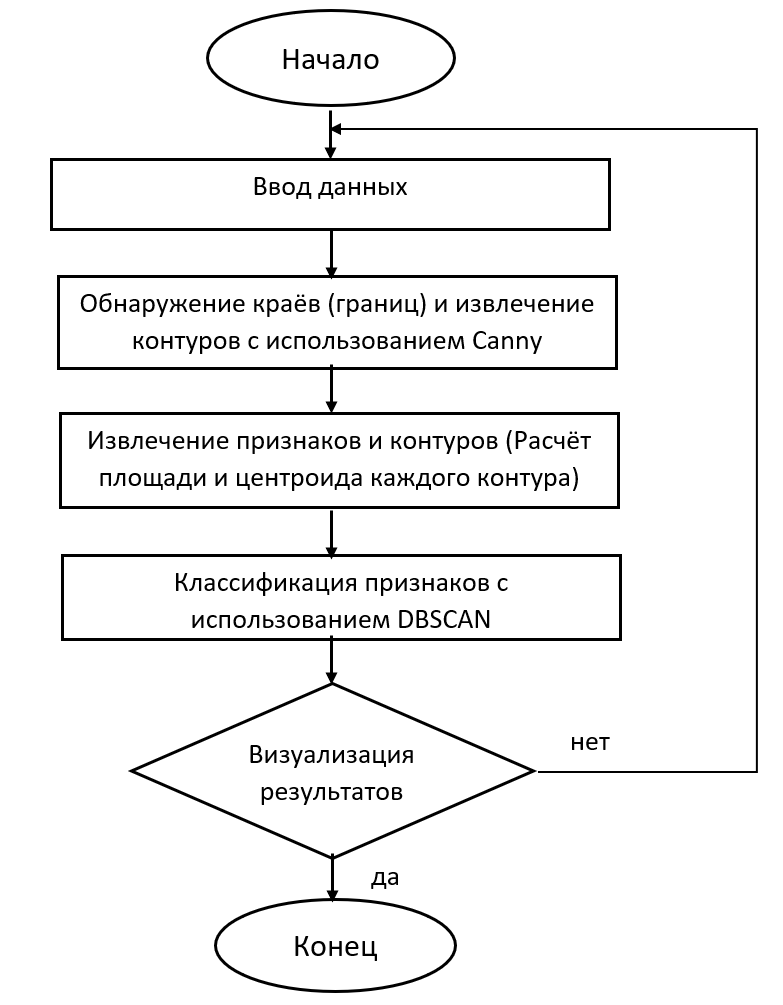 Начало
Ввод данных
Обнаружение краёв (границ) и извлечение
контуров с использованием Canny
Извлечение признаков и контуров (Расчёт
площади и центроида каждого контура)
Классификация признаков с
использованием DBSCAN
Визуализация
результатов
нет
да
Конец